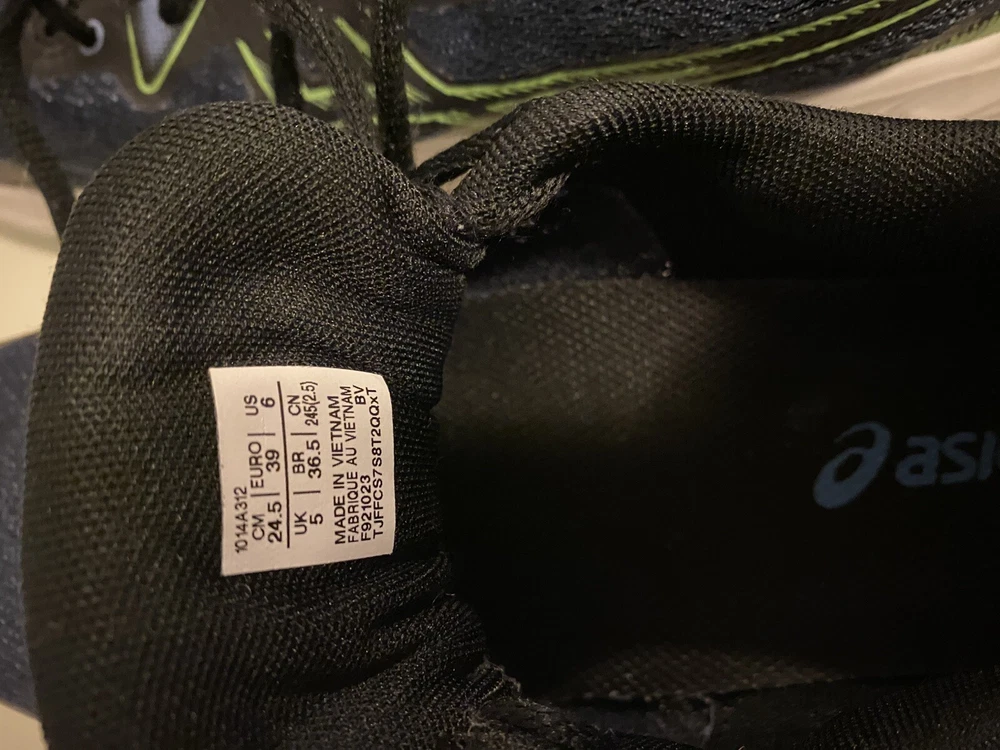 1014A312
CM | EURO | US
24.5 | 39 | 6
UK | BR | CN
5 | 36.5 | 245(2.5)
MADE IN VIETNAM
FABRIQUE AU VIETNAM
F921023 BV
TJFFCS7S8T2QQxT
asi